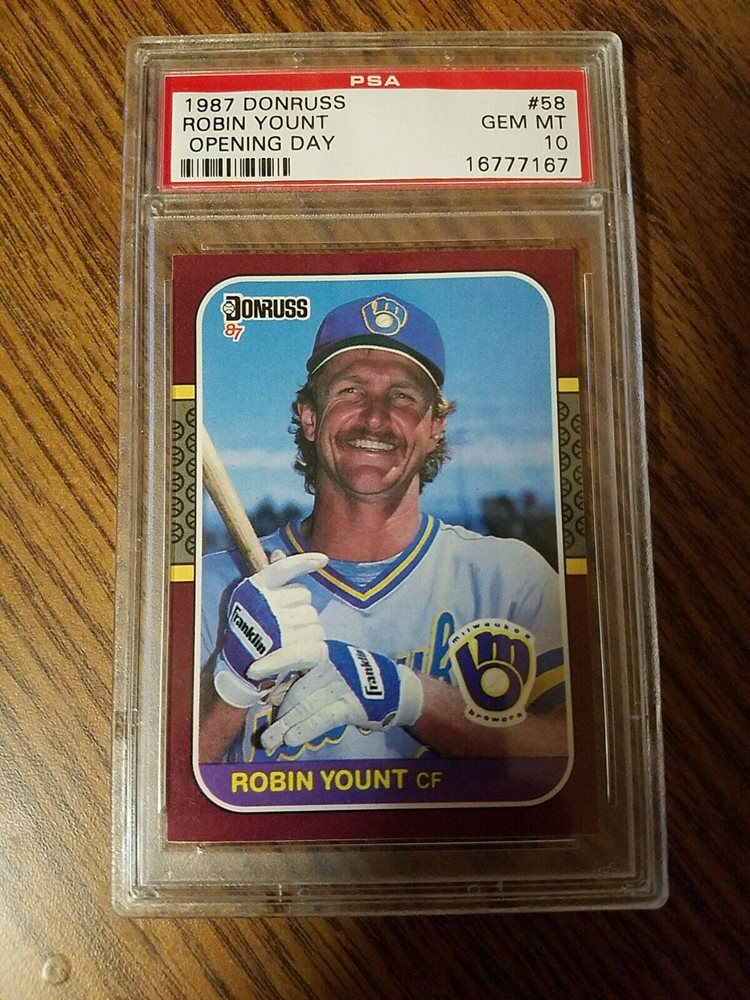 PSA
1987 DONRUSS #58
ROBIN YOUNT GEM MT
OPENING DAY 10
16777167
DONRUSS
87
Franklin
Franklin
milwaukee
brewers
ROBIN YOUNT CF